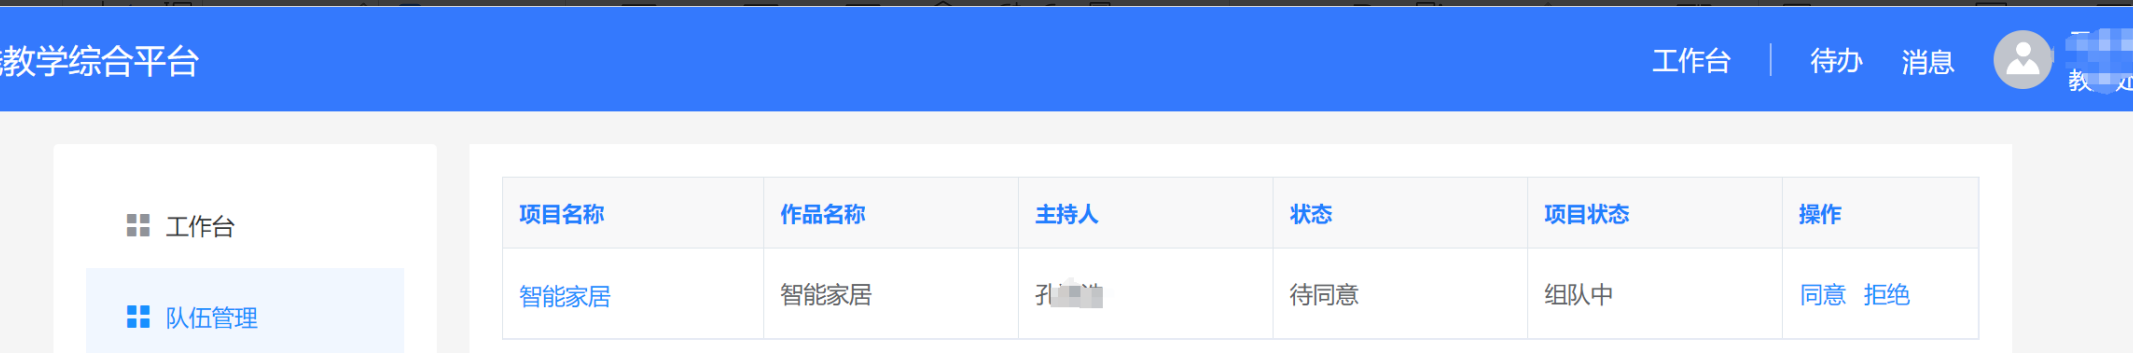 教学综合平台
工作台 待办 消息
教
工作台
队伍管理
项目名称 作品名称 主持人 状态 项目状态 操作
智能家居 智能家居 孔 待同意 组队中 同意 拒绝